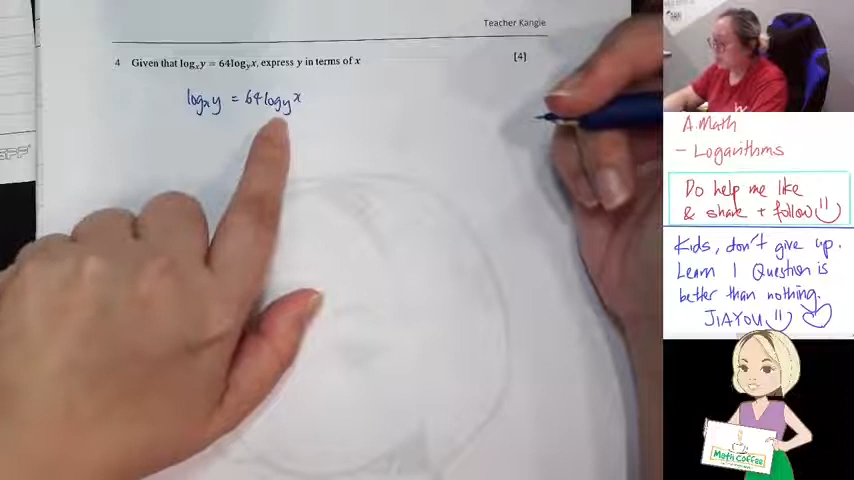 Teacher Kangie
4 Given that logₓy = 64logᵧx, express y in terms of x [4]
logₓy = 64logᵧx
A.Math
- Logarithms
Do help me like
& share + follow
Kids, don't give up.
Learn 1 Question is
better than nothing.
JIAYOU
Math Coffee